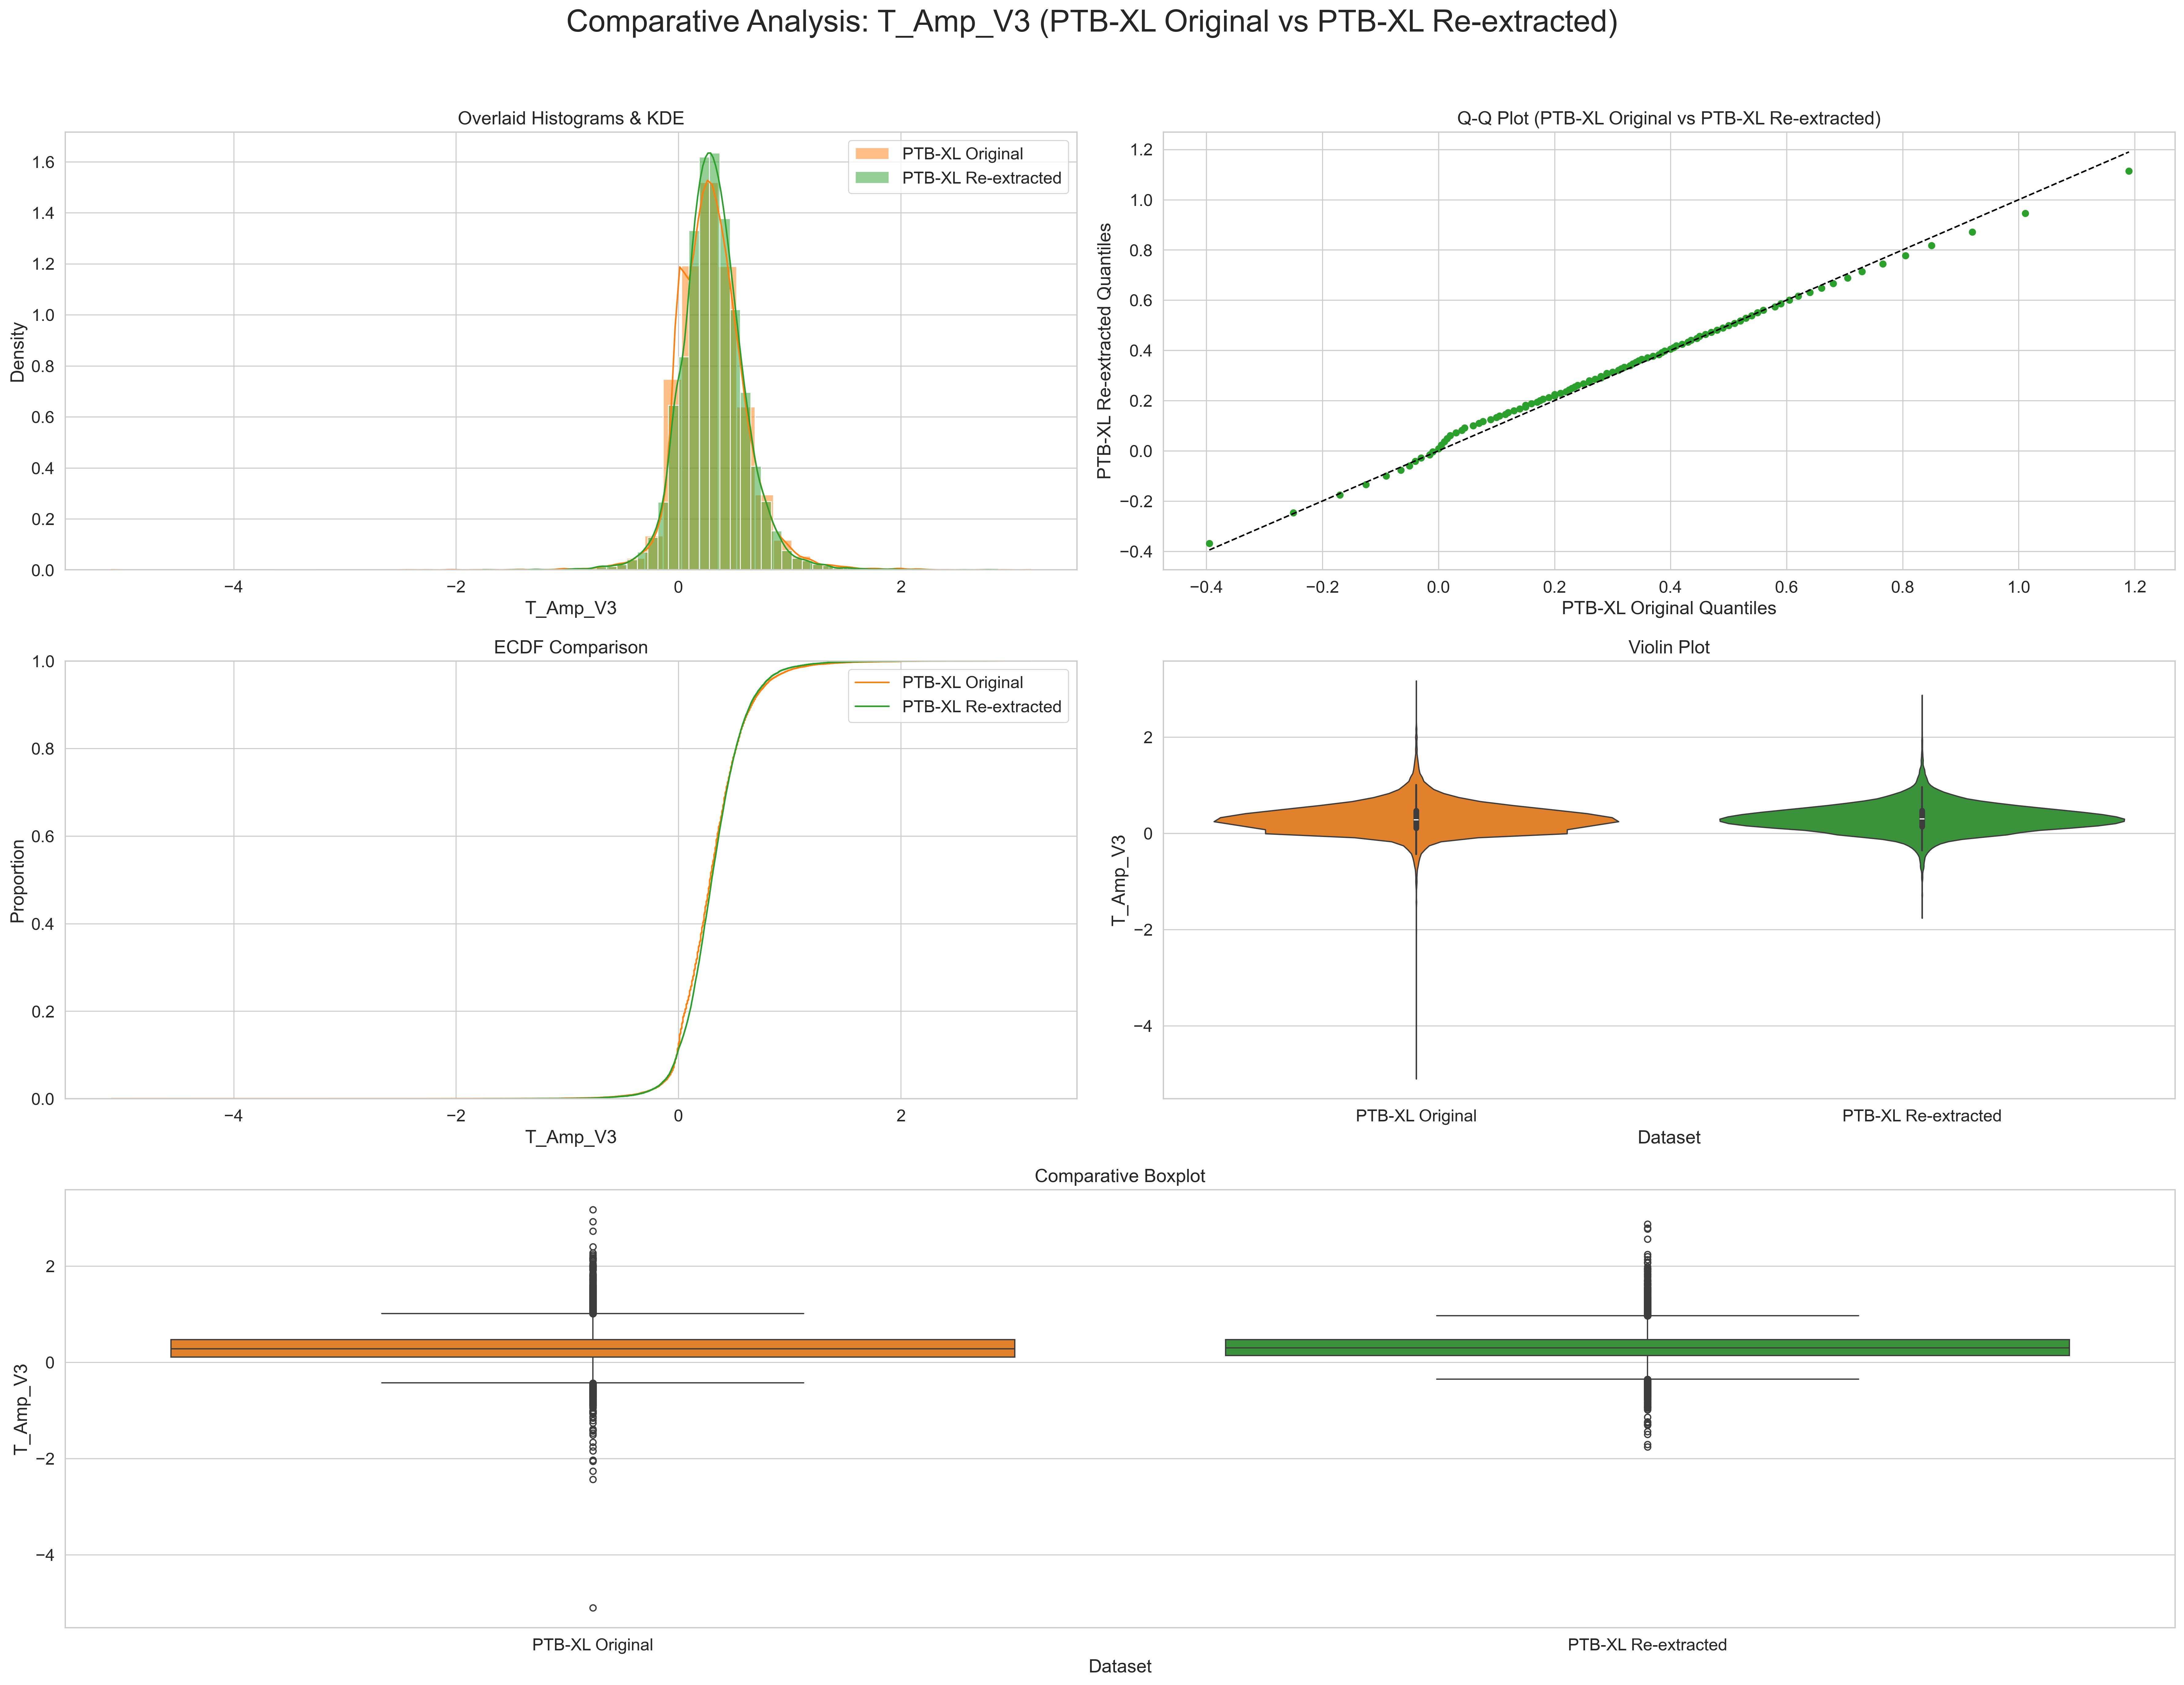 Comparative Analysis: T_Amp_V3 (PTB-XL Original vs PTB-XL Re-extracted)
Overlaid Histograms & KDE
PTB-XL Original
PTB-XL Re-extracted
Density
1.6
1.4
1.2
1.0
0.8
0.6
0.4
0.2
0.0
−4
−2
0
2
T_Amp_V3
Q-Q Plot (PTB-XL Original vs PTB-XL Re-extracted)
PTB-XL Re-extracted Quantiles
1.2
1.0
0.8
0.6
0.4
0.2
0.0
−0.2
−0.4
−0.4
−0.2
0.0
0.2
0.4
0.6
0.8
1.0
1.2
PTB-XL Original Quantiles
ECDF Comparison
PTB-XL Original
PTB-XL Re-extracted
Proportion
1.0
0.8
0.6
0.4
0.2
0.0
−4
−2
0
2
T_Amp_V3
Violin Plot
T_Amp_V3
2
0
−2
−4
PTB-XL Original
PTB-XL Re-extracted
Dataset
Comparative Boxplot
T_Amp_V3
2
0
−2
−4
PTB-XL Original
PTB-XL Re-extracted
Dataset